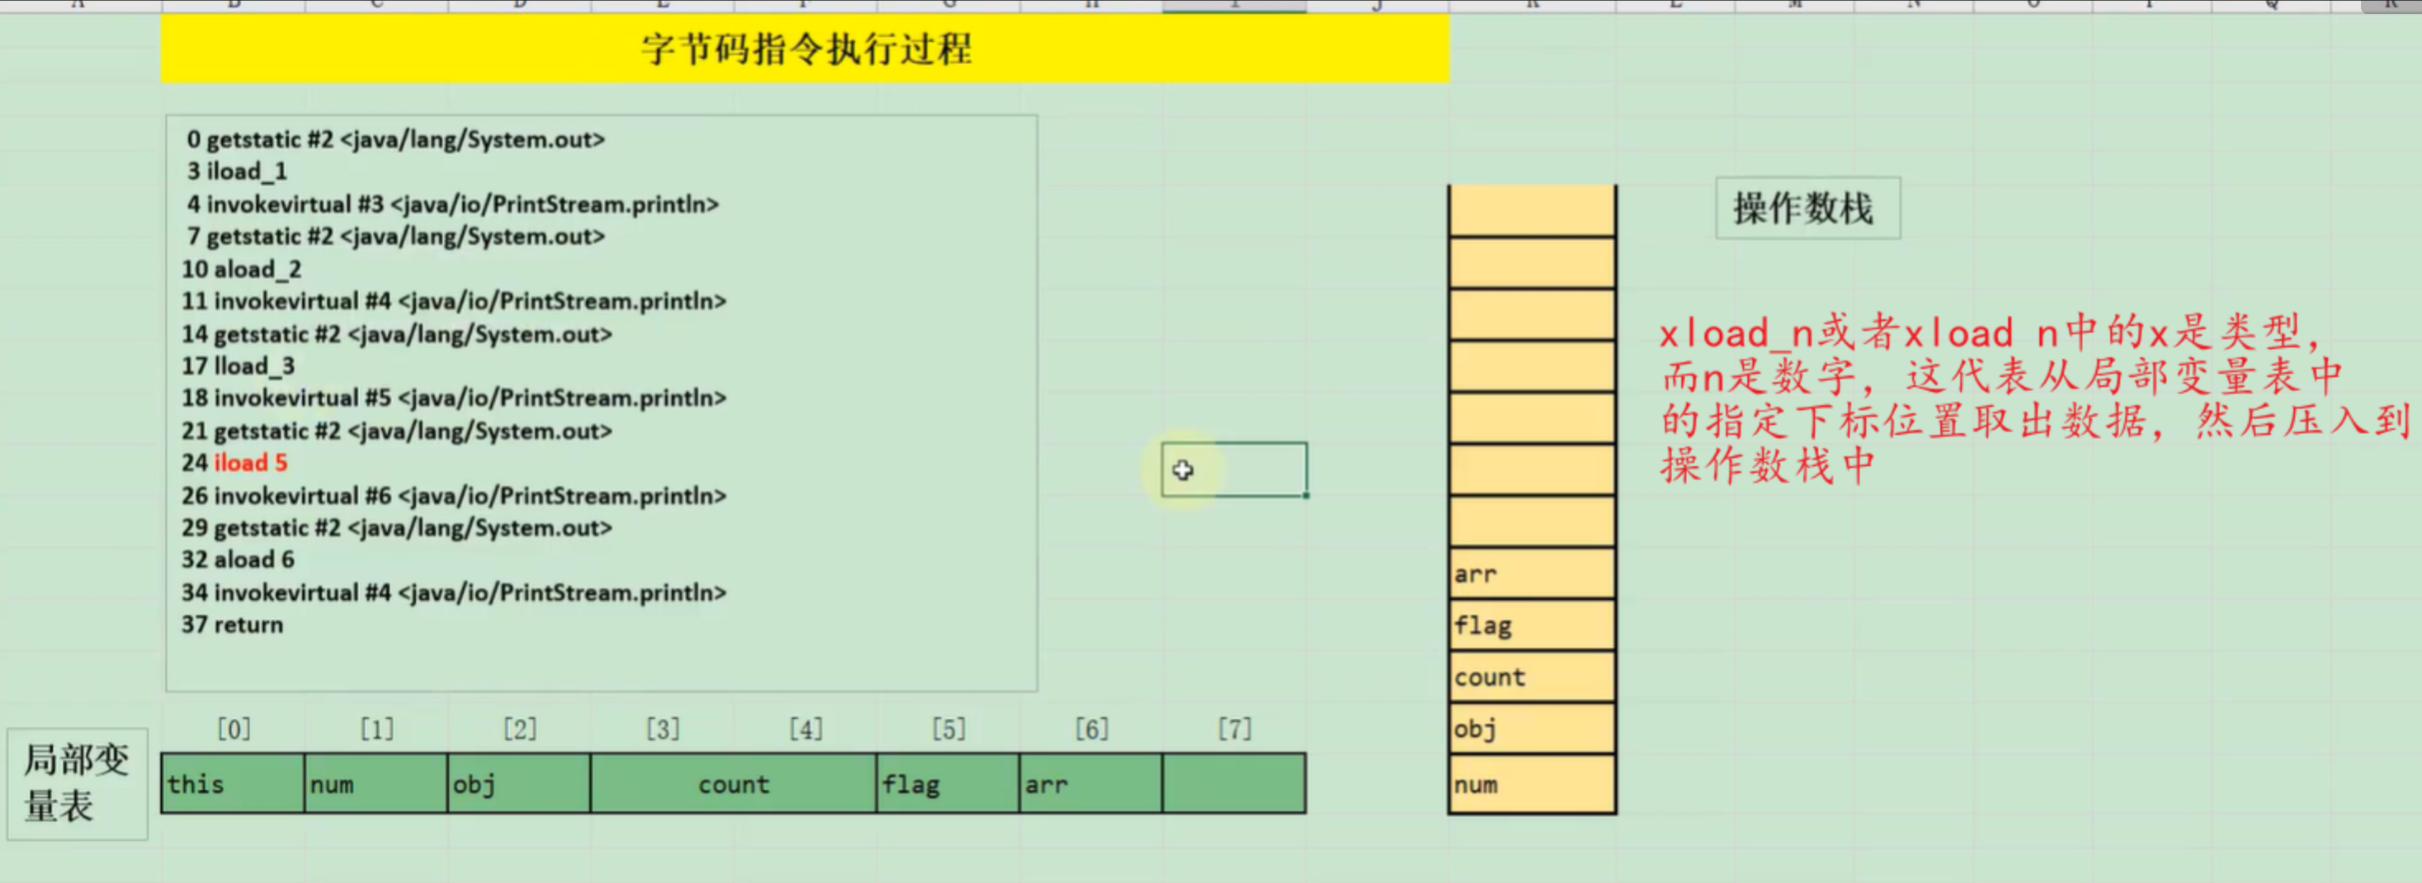 字节码指令执行过程
0 getstatic #2 <java/lang/System.out>
3 iload_1
4 invokevirtual #3 <java/io/PrintStream.println>
7 getstatic #2 <java/lang/System.out>
10 aload_2
11 invokevirtual #4 <java/io/PrintStream.println>
14 getstatic #2 <java/lang/System.out>
17 lload_3
18 invokevirtual #5 <java/io/PrintStream.println>
21 getstatic #2 <java/lang/System.out>
24 iload 5
26 invokevirtual #6 <java/io/PrintStream.println>
29 getstatic #2 <java/lang/System.out>
32 aload 6
34 invokevirtual #4 <java/io/PrintStream.println>
37 return
操作数栈
xload_n或者xload n中的x是类型，
而n是数字，这代表从局部变量表中
的指定下标位置取出数据，然后压入到
操作数栈中
arr
flag
count
obj
num
[0] [1] [2] [3] [4] [5] [6] [7]
局部变
量表
this num obj count flag arr